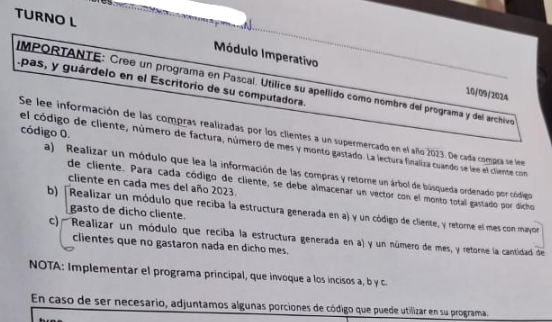 TURNO L
Módulo Imperativo
10/09/2024
IMPORTANTE: Cree un programa en Pascal. Utilice su apellido como nombre del programa y del archivo
.pas, y guárdelo en el Escritorio de su computadora.
Se lee información de las compras realizadas por los clientes a un supermercado en el año 2023. De cada compra se lee
el código de cliente, número de factura, número de mes y monto gastado. La lectura finaliza cuando se lee el cliente con
código 0.
a) Realizar un módulo que lea la información de las compras y retorne un árbol de búsqueda ordenado por código
de cliente. Para cada código de cliente, se debe almacenar un vector con el monto total gastado por dicho
cliente en cada mes del año 2023.
b) Realizar un módulo que reciba la estructura generada en a) y un código de cliente, y retorne el mes con mayor
gasto de dicho cliente.
c) Realizar un módulo que reciba la estructura generada en a) y un número de mes, y retorne la cantidad de
clientes que no gastaron nada en dicho mes.
NOTA: Implementar el programa principal, que invoque a los incisos a, b y c.
En caso de ser necesario, adjuntamos algunas porciones de código que puede utilizar en su programa.